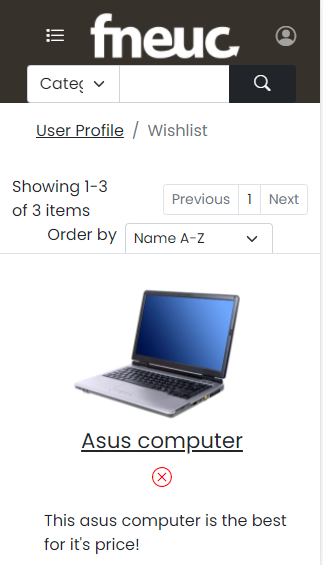 fneuc
Categ
User Profile / Wishlist
Showing 1-3
of 3 items
Previous 1 Next
Order by Name A-Z
Asus computer
This asus computer is the best
for it's price!